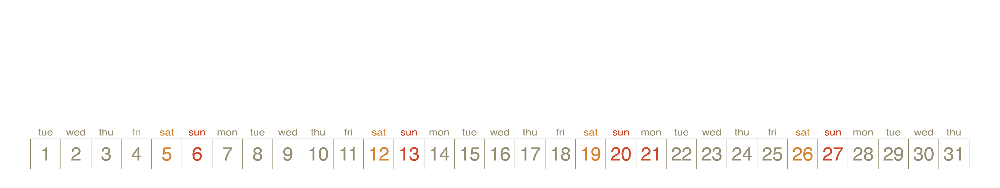 tue wed thu fri sat sun mon tue wed thu fri sat sun mon tue wed thu fri sat sun mon tue wed thu fri sat sun mon tue wed thu
1 2 3 4 5 6 7 8 9 10 11 12 13 14 15 16 17 18 19 20 21 22 23 24 25 26 27 28 29 30 31